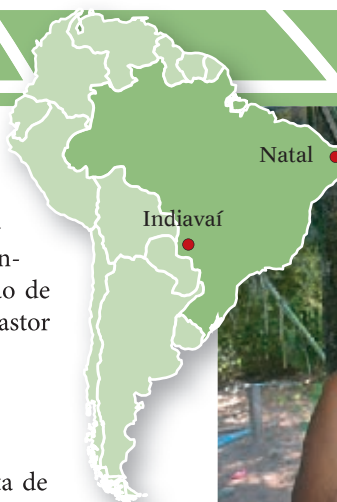 Natal
Indiavaí
n-
o de
astor
a de